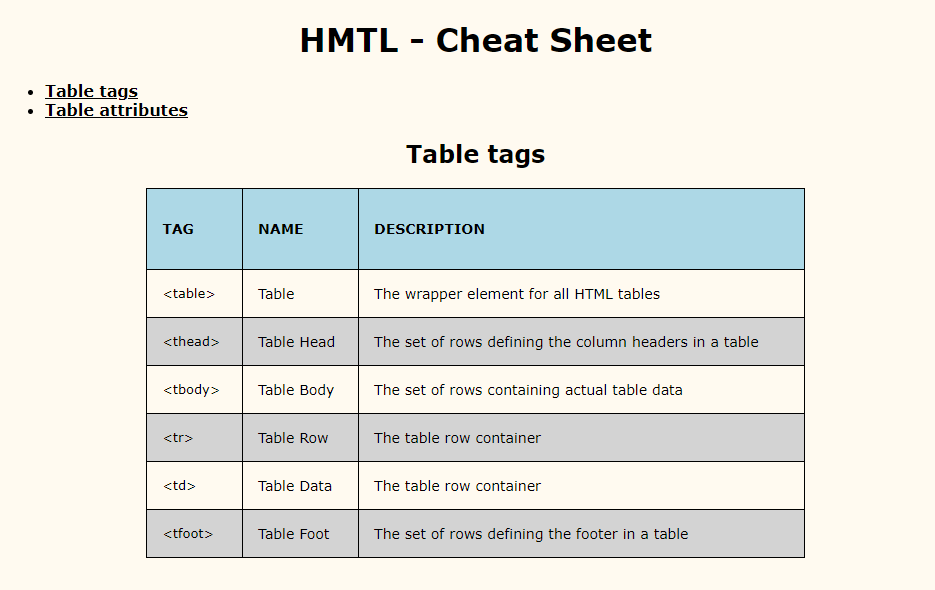 HMTL - Cheat Sheet
Table tags
Table attributes
Table tags
TAG NAME DESCRIPTION
<table> Table The wrapper element for all HTML tables
<thead> Table Head The set of rows defining the column headers in a table
<tbody> Table Body The set of rows containing actual table data
<tr> Table Row The table row container
<td> Table Data The table row container
<tfoot> Table Foot The set of rows defining the footer in a table